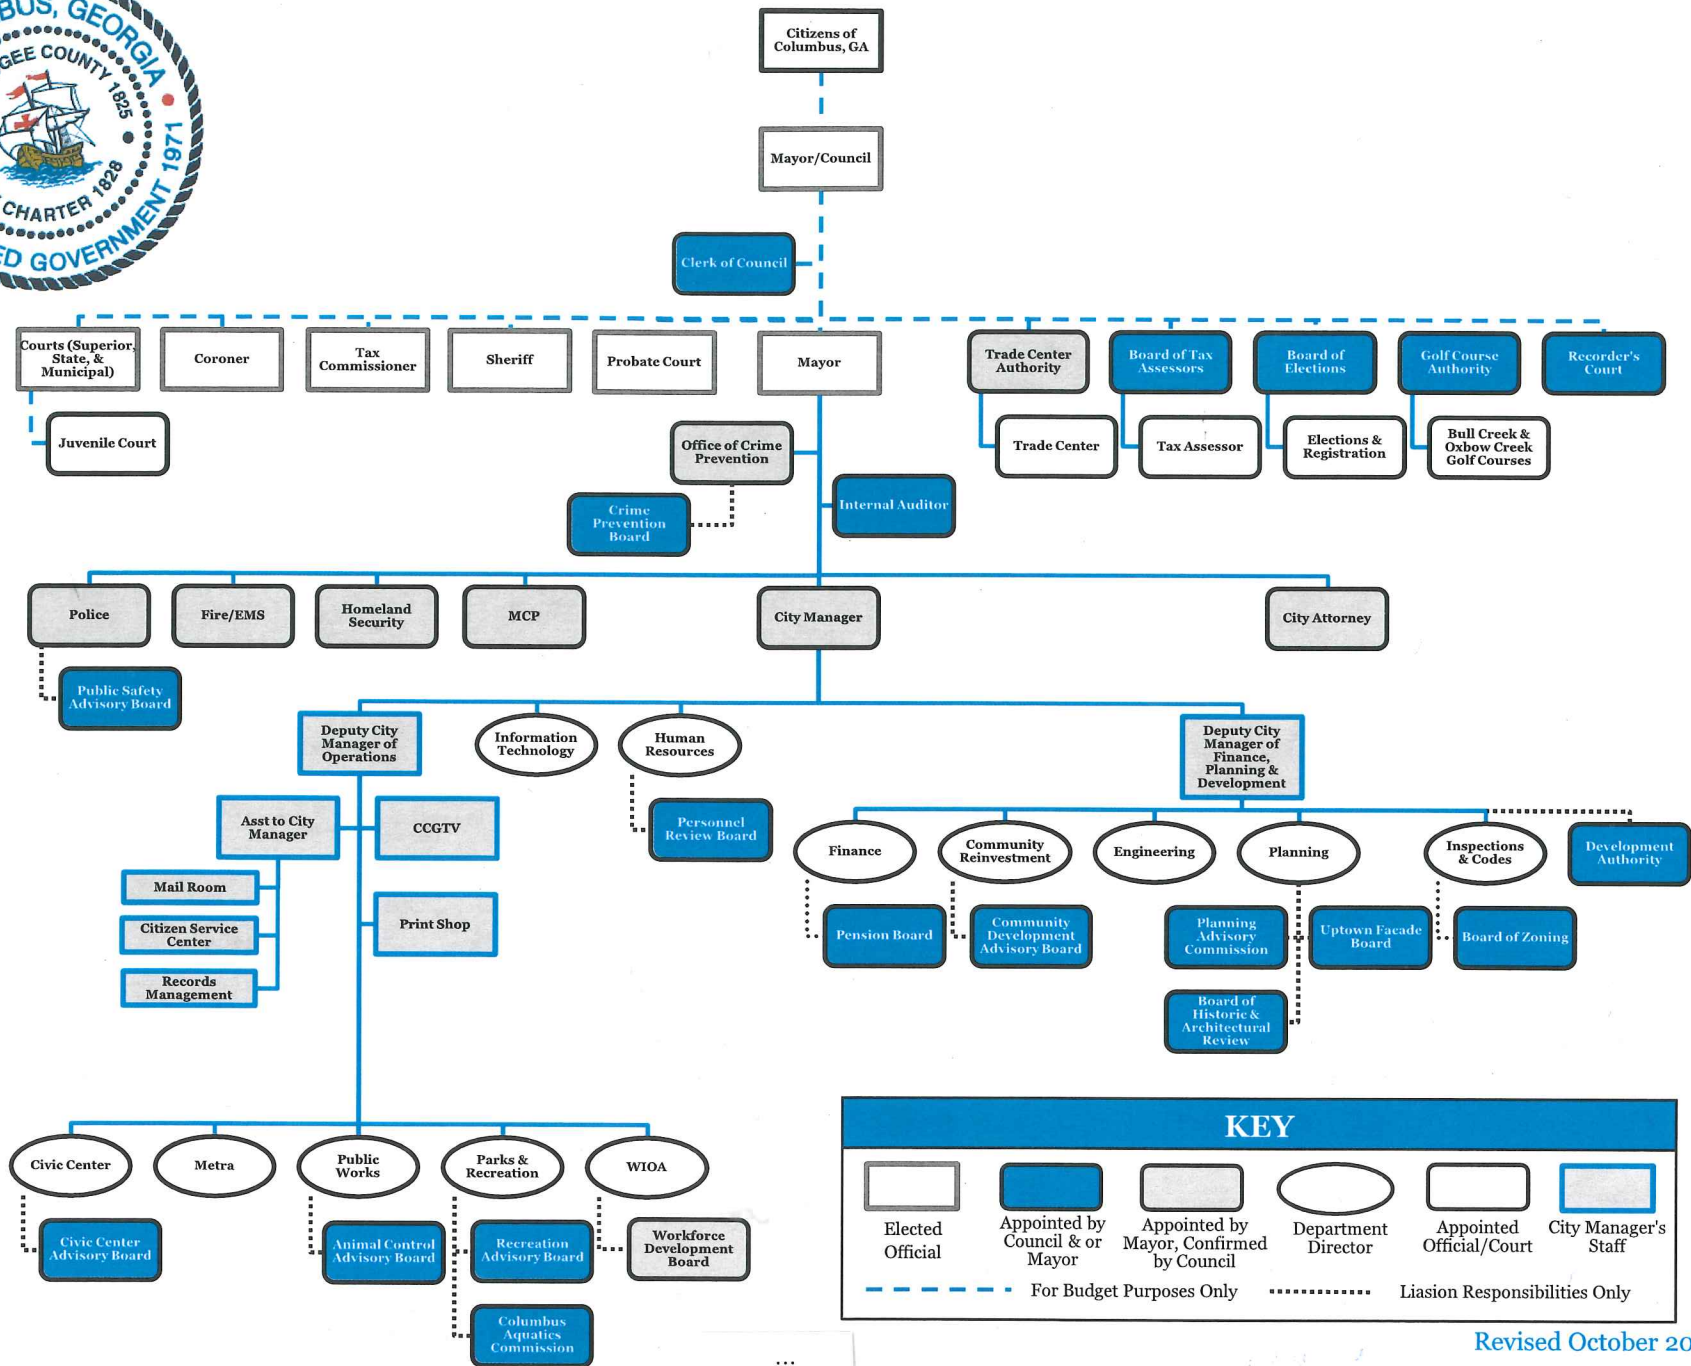 BUS, GEORGIA
GEE COUNTY 1825
CHARTER 1828
ED GOVERNMENT 1971
Citizens of
Columbus, GA
Mayor/Council
Clerk of Council
Courts (Superior,
State, &
Municipal)
Coroner
Tax
Commissioner
Sheriff
Probate Court
Mayor
Trade Center
Authority
Board of Tax
Assessors
Board of
Elections
Golf Course
Authority
Recorder's
Court
Juvenile Court
Office of Crime
Prevention
Trade Center
Tax Assessor
Elections &
Registration
Bull Creek &
Oxbow Creek
Golf Courses
Crime
Prevention
Board
Internal Auditor
Police
Fire/EMS
Homeland
Security
MCP
City Manager
City Attorney
Public Safety
Advisory Board
Deputy City
Manager of
Operations
Information
Technology
Human
Resources
Deputy City
Manager of
Finance,
Planning &
Development
Asst to City
Manager
CCGTV
Personnel
Review Board
Finance
Community
Reinvestment
Engineering
Planning
Inspections
& Codes
Development
Authority
Mail Room
Citizen Service
Center
Records
Management
Print Shop
Pension Board
Community
Development
Advisory Board
Planning
Advisory
Commission
Uptown Facade
Board
Board of Zoning
Board of
Historic &
Architectural
Review
Civic Center
Metra
Public
Works
Parks &
Recreation
WIOA
Civic Center
Advisory Board
Animal Control
Advisory Board
Recreation
Advisory Board
Workforce
Development
Board
Columbus
Aquatics
Commission
KEY
Elected
Official
Appointed by
Council & or
Mayor
Appointed by
Mayor, Confirmed
by Council
Department
Director
Appointed
Official/Court
City Manager's
Staff
For Budget Purposes Only
Liasion Responsibilities Only
Revised October 20
...